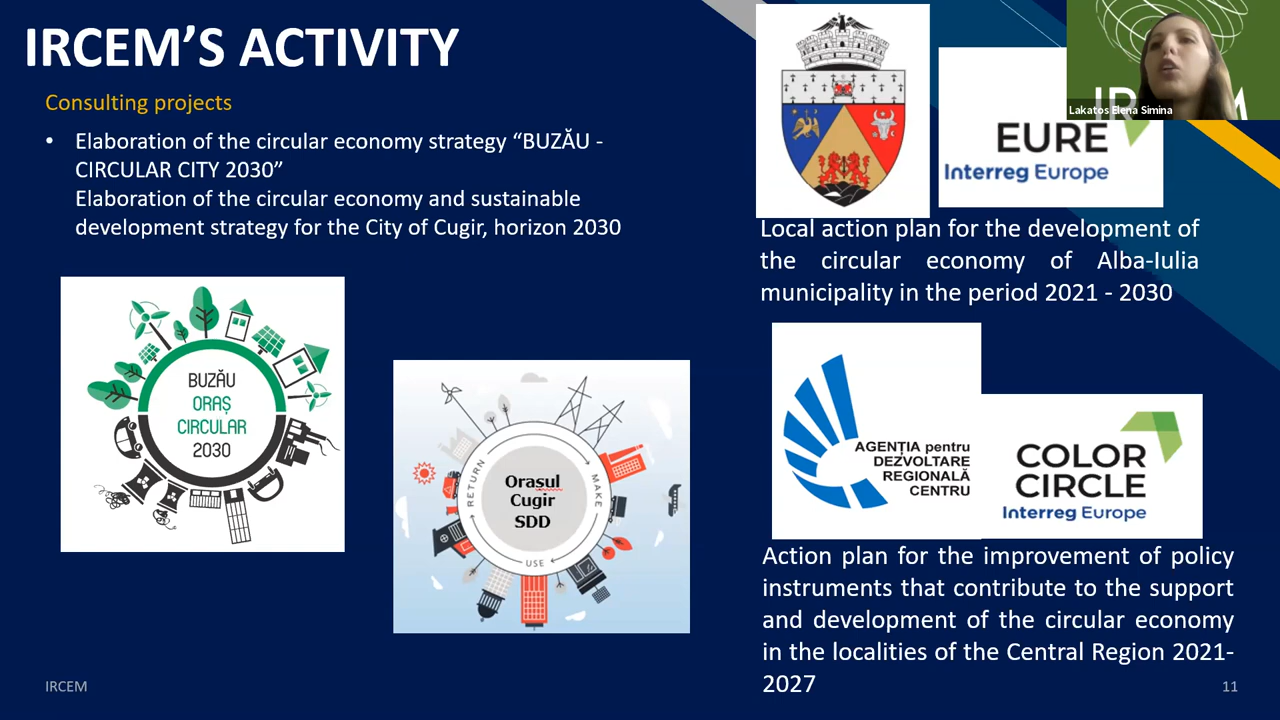 IRCEM’S ACTIVITY
Consulting projects
• Elaboration of the circular economy strategy “BUZĂU -
CIRCULAR CITY 2030”
Elaboration of the circular economy and sustainable
development strategy for the City of Cugir, horizon 2030
BUZĂU
ORAȘ
CIRCULAR
2030
RETURN
MAKE
USE
Orasul
Cugir
SDD
Lakatos Elena Simina
EURE
Interreg Europe
Local action plan for the development of
the circular economy of Alba-Iulia
municipality in the period 2021 - 2030
AGENȚIA pentru
DEZVOLTARE
REGIONALĂ
CENTRU
COLOR
CIRCLE
Interreg Europe
Action plan for the improvement of policy
instruments that contribute to the support
and development of the circular economy
in the localities of the Central Region 2021-
2027
IRCEM
11